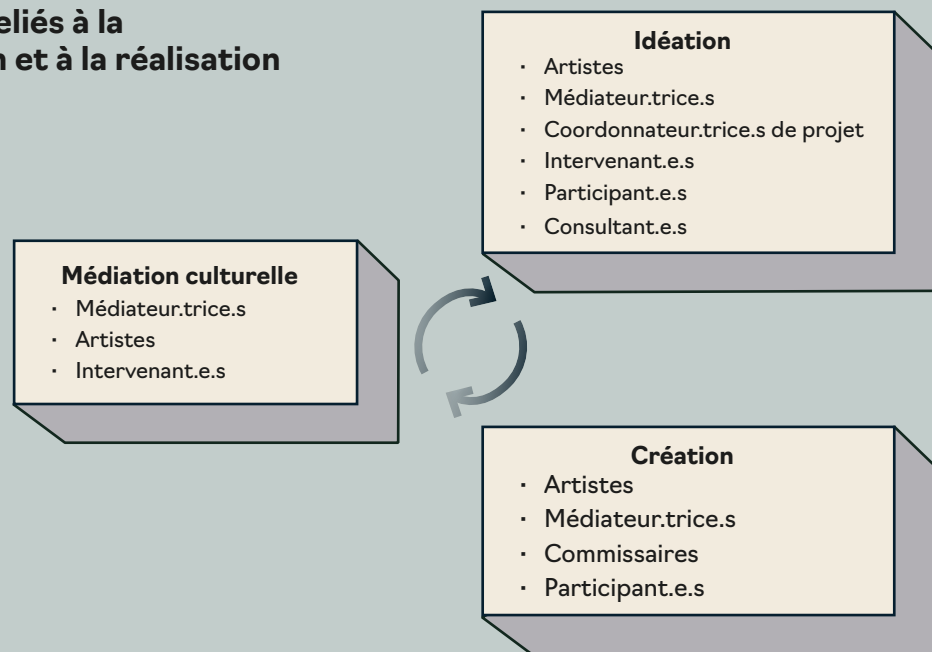 eliés à la
n et à la réalisation
Idéation
· Artistes
· Médiateur.trice.s
· Coordonnateur.trice.s de projet
· Intervenant.e.s
· Participant.e.s
· Consultant.e.s
Médiation culturelle
· Médiateur.trice.s
· Artistes
· Intervenant.e.s
Création
· Artistes
· Médiateur.trice.s
· Commissaires
· Participant.e.s